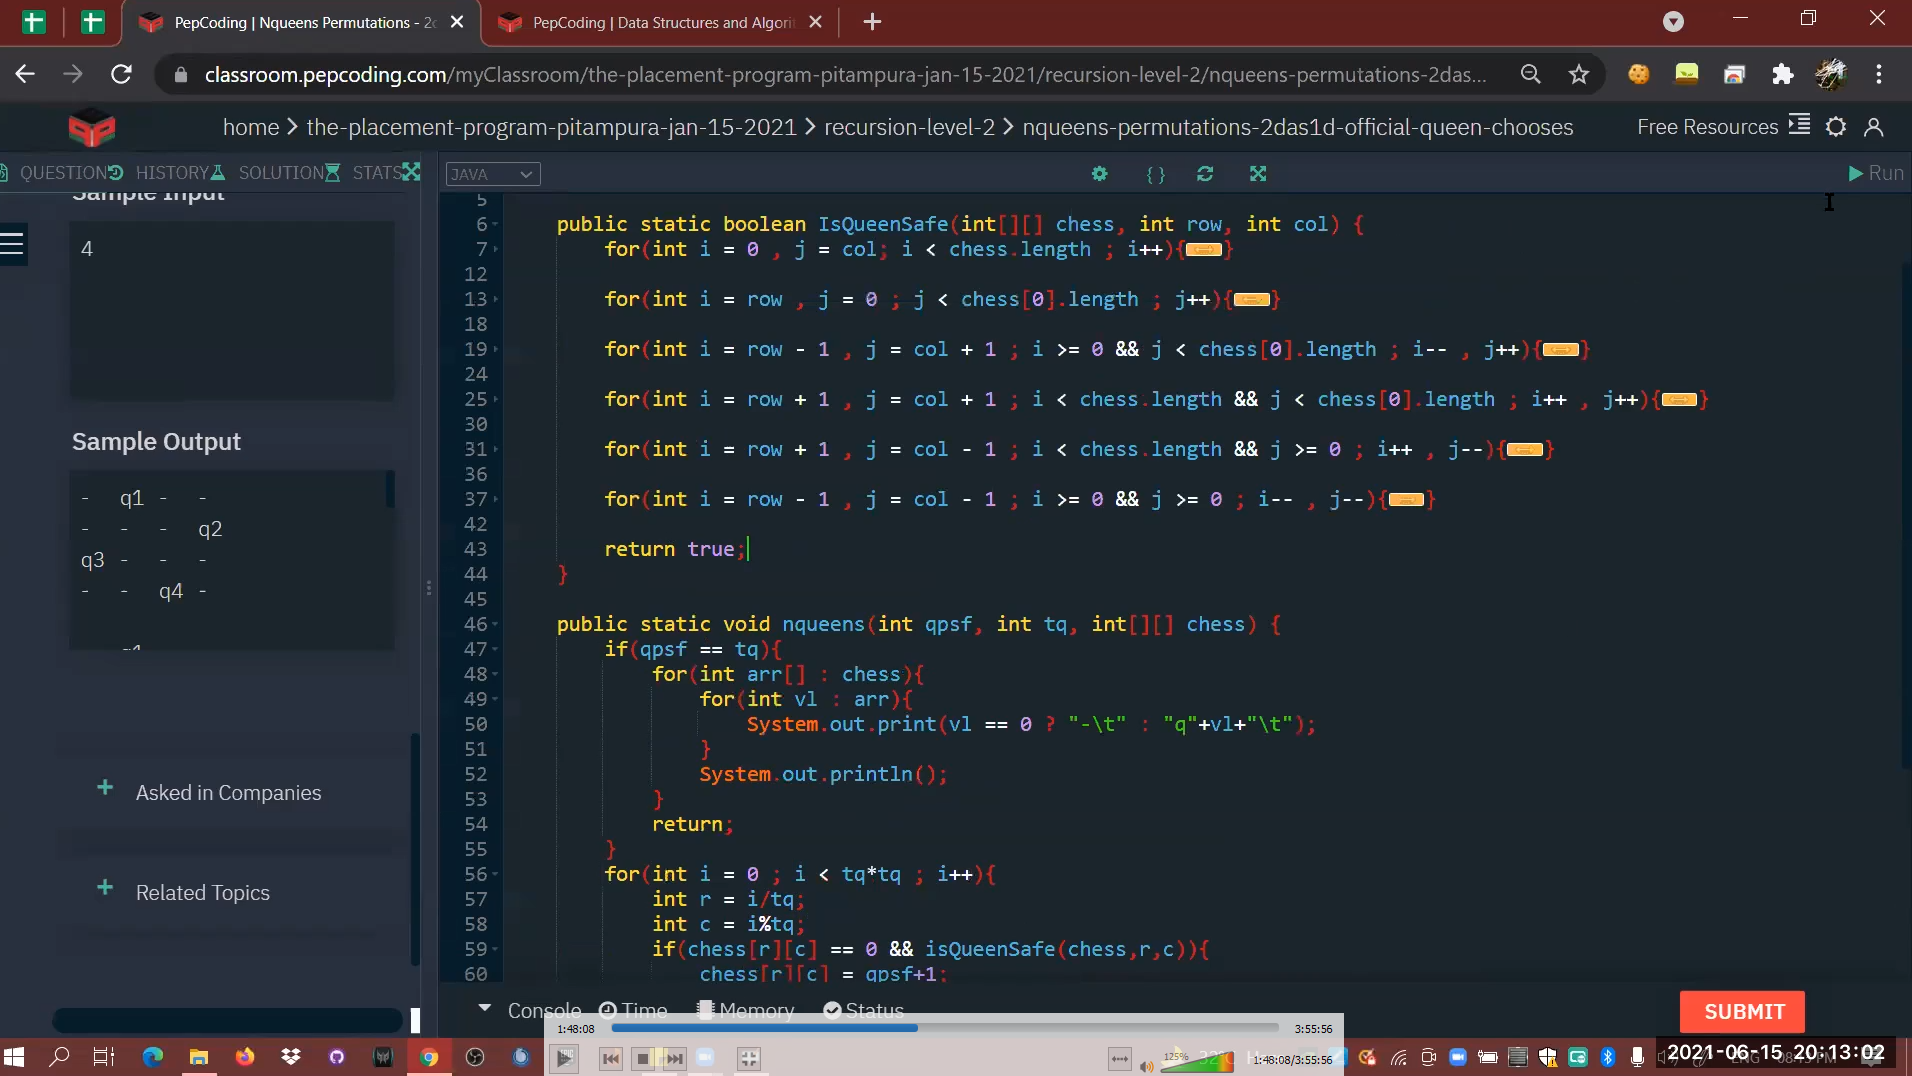 PepCoding | Nqueens Permutations - 2d
PepCoding | Data Structures and Algori
classroom.pepcoding.com/myClassroom/the-placement-program-pitampura-jan-15-2021/recursion-level-2/nqueens-permutations-2das...
home > the-placement-program-pitampura-jan-15-2021 > recursion-level-2 > nqueens-permutations-2das1d-official-queen-chooses
Free Resources
QUESTION HISTORY SOLUTION STATS
JAVA
Run
Sample Input
4
Sample Output
- q1 - -
- - - q2
q3 - - -
- - q4 -
q1
Asked in Companies
Related Topics
5
6 public static boolean IsQueenSafe(int[][] chess, int row, int col) {
7 for(int i = 0 , j = col; i < chess.length ; i++){}
12
13 for(int i = row , j = 0 ; j < chess[0].length ; j++){}
18
19 for(int i = row - 1 , j = col + 1 ; i >= 0 && j < chess[0].length ; i-- , j++){}
24
25 for(int i = row + 1 , j = col + 1 ; i < chess.length && j < chess[0].length ; i++ , j++){}
30
31 for(int i = row + 1 , j = col - 1 ; i < chess.length && j >= 0 ; i++ , j--){}
36
37 for(int i = row - 1 , j = col - 1 ; i >= 0 && j >= 0 ; i-- , j--){}
42
43 return true;
44 }
45
46 public static void nqueens(int qpsf, int tq, int[][] chess) {
47 if(qpsf == tq){
48 for(int arr[] : chess){
49 for(int vl : arr){
50 System.out.print(vl == 0 ? "-\t" : "q"+vl+"\t");
51 }
52 System.out.println();
53 }
54 return;
55 }
56 for(int i = 0 ; i < tq*tq ; i++){
57 int r = i/tq;
58 int c = i%tq;
59 if(chess[r][c] == 0 && isQueenSafe(chess,r,c)){
60 chess[r][c] = qpsf+1;
Console Time Memory Status
SUBMIT
1:48:08
3:55:56
125%
1:48:08/3:55:56
2021-06-15 20:13:02